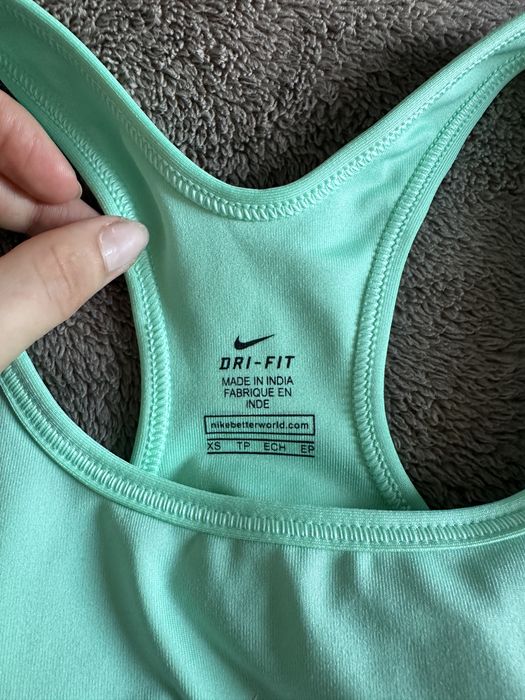 DRI-FIT
MADE IN INDIA
FABRIQUE EN
INDE
nikebetterworld.com
XS TP ECH EP